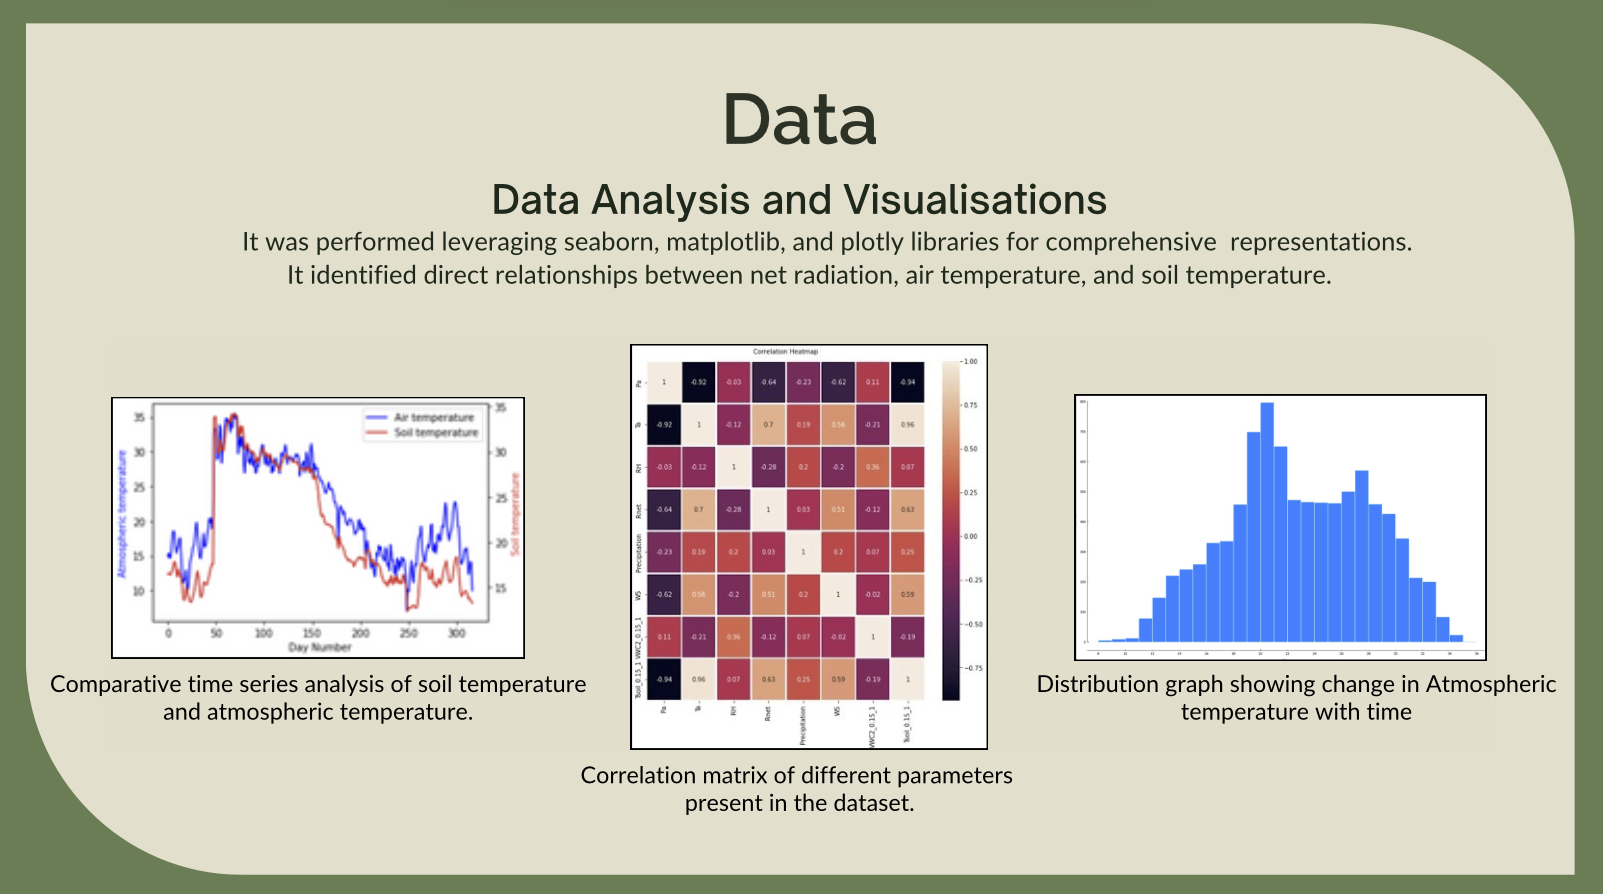 Data
Data Analysis and Visualisations
It was performed leveraging seaborn, matplotlib, and plotly libraries for comprehensive  representations.
It identified direct relationships between net radiation, air temperature, and soil temperature.
Air temperature
Soil temperature
Atmospheric temperature
35
30
25
20
15
10
35
30
25
20
15
Soil temperature
0 50 100 150 200 250 300
Day Number
Comparative time series analysis of soil temperature
and atmospheric temperature.
Correlation Heatmap
Pa 1 -0.92 -0.03 -0.64 -0.23 -0.62 0.11 -0.94
Ta -0.92 1 -0.12 0.7 0.19 0.56 -0.21 0.96
RH -0.03 -0.12 1 -0.28 0.2 -0.2 0.36 0.07
Rnet -0.64 0.7 -0.28 1 0.03 0.51 -0.12 0.63
Precipitation -0.23 0.19 0.2 0.03 1 0.2 0.07 0.25
WS -0.62 0.56 -0.2 0.51 0.2 1 -0.02 0.59
VWC2_0.15_1 0.11 -0.21 0.36 -0.12 0.07 -0.02 1 -0.19
Tsoil_0.15_1 -0.94 0.96 0.07 0.63 0.25 0.59 -0.19 1
Pa Ta RH Rnet Precipitation WS VWC2_0.15_1 Tsoil_0.15_1
1.00
0.75
0.50
0.25
0.00
-0.25
-0.50
-0.75
Correlation matrix of different parameters
present in the dataset.
Distribution graph showing change in Atmospheric
temperature with time